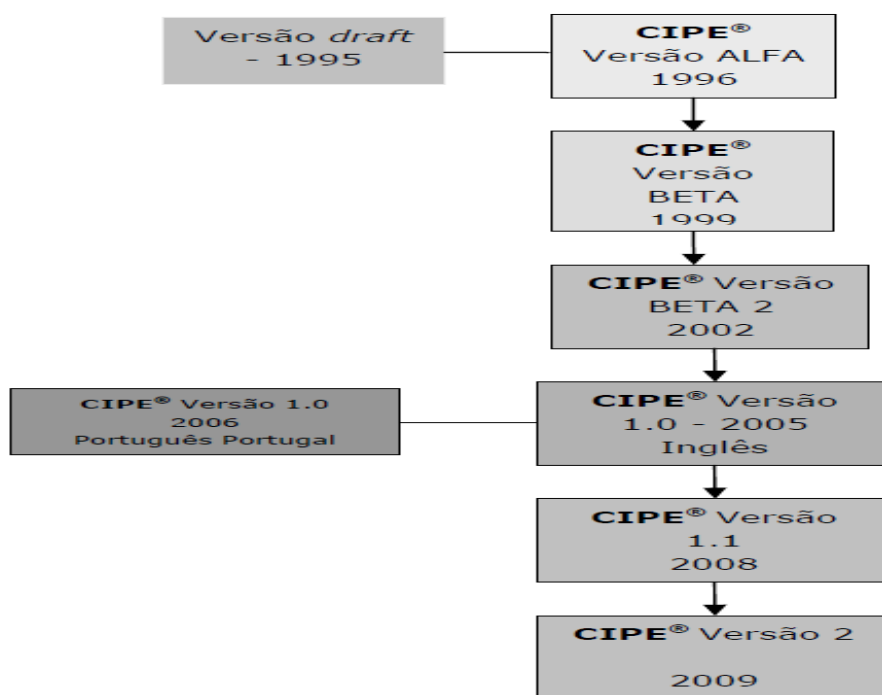 Versão draft
- 1995
CIPE®
Versão ALFA
1996
CIPE®
Versão
BETA
1999
CIPE® Versão
BETA 2
2002
CIPE® Versão 1.0
2006
Português Portugal
CIPE® Versão
1.0 - 2005
Inglês
CIPE® Versão
1.1
2008
CIPE® Versão 2
2009